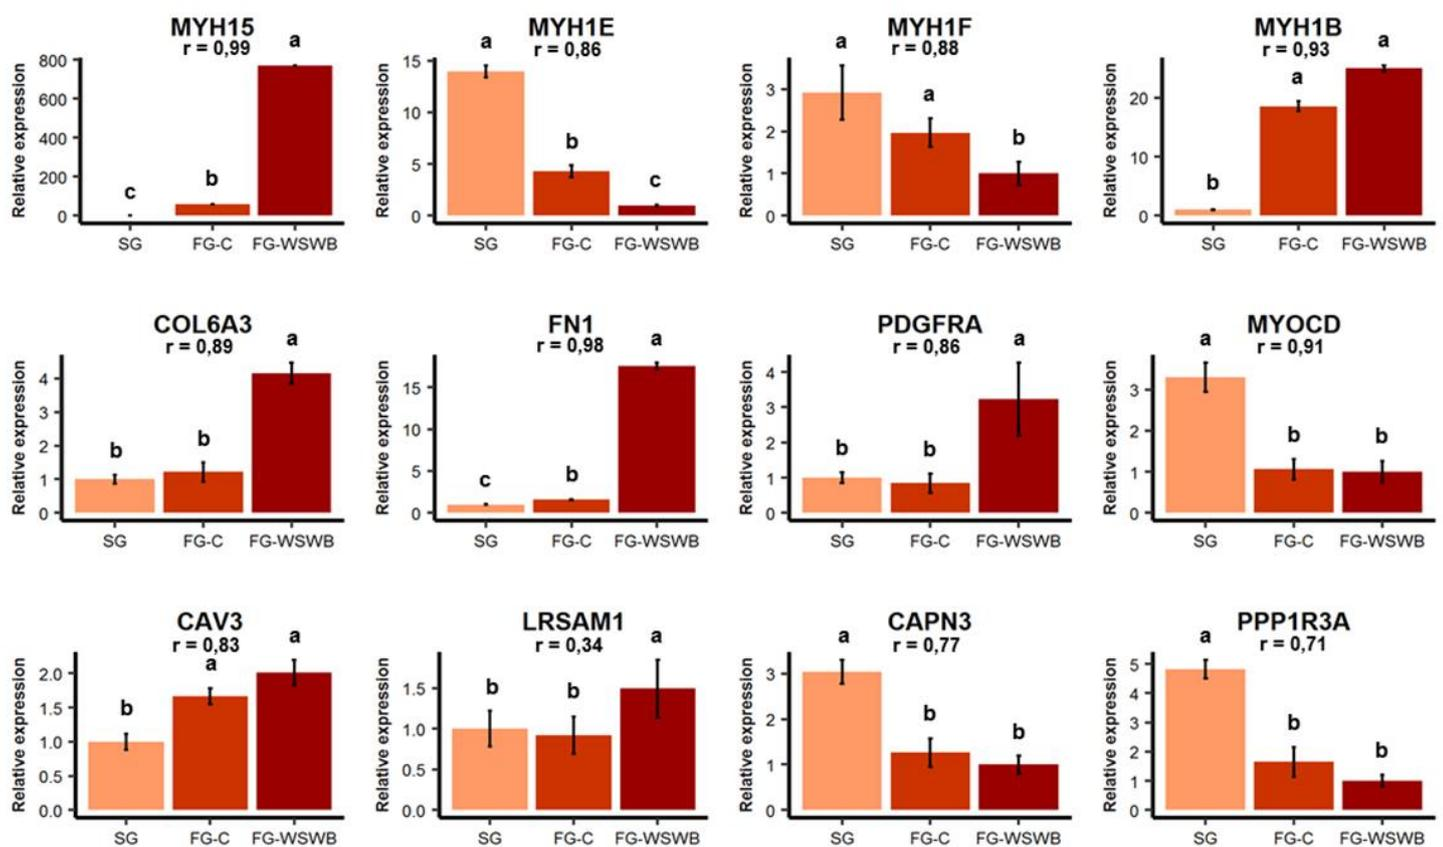 MYH15
r = 0,99
Relative expression
800
600
400
200
0
c
b
a
SG
FG-C
FG-WSWB
MYH1E
r = 0,86
Relative expression
15
10
5
0
a
b
c
SG
FG-C
FG-WSWB
MYH1F
r = 0,88
Relative expression
3
2
1
0
a
a
b
SG
FG-C
FG-WSWB
MYH1B
r = 0,93
Relative expression
20
10
0
b
a
a
SG
FG-C
FG-WSWB
COL6A3
r = 0,89
Relative expression
4
3
2
1
0
b
b
a
SG
FG-C
FG-WSWB
FN1
r = 0,98
Relative expression
15
10
5
0
c
b
a
SG
FG-C
FG-WSWB
PDGFRA
r = 0,86
Relative expression
4
3
2
1
0
b
b
a
SG
FG-C
FG-WSWB
MYOCD
r = 0,91
Relative expression
3
2
1
0
a
b
b
SG
FG-C
FG-WSWB
CAV3
r = 0,83
Relative expression
2.0
1.5
1.0
0.5
0.0
b
a
a
SG
FG-C
FG-WSWB
LRSAM1
r = 0,34
Relative expression
1.5
1.0
0.5
0.0
b
b
a
SG
FG-C
FG-WSWB
CAPN3
r = 0,77
Relative expression
3
2
1
0
a
b
b
SG
FG-C
FG-WSWB
PPP1R3A
r = 0,71
Relative expression
5
4
3
2
1
0
a
b
b
SG
FG-C
FG-WSWB